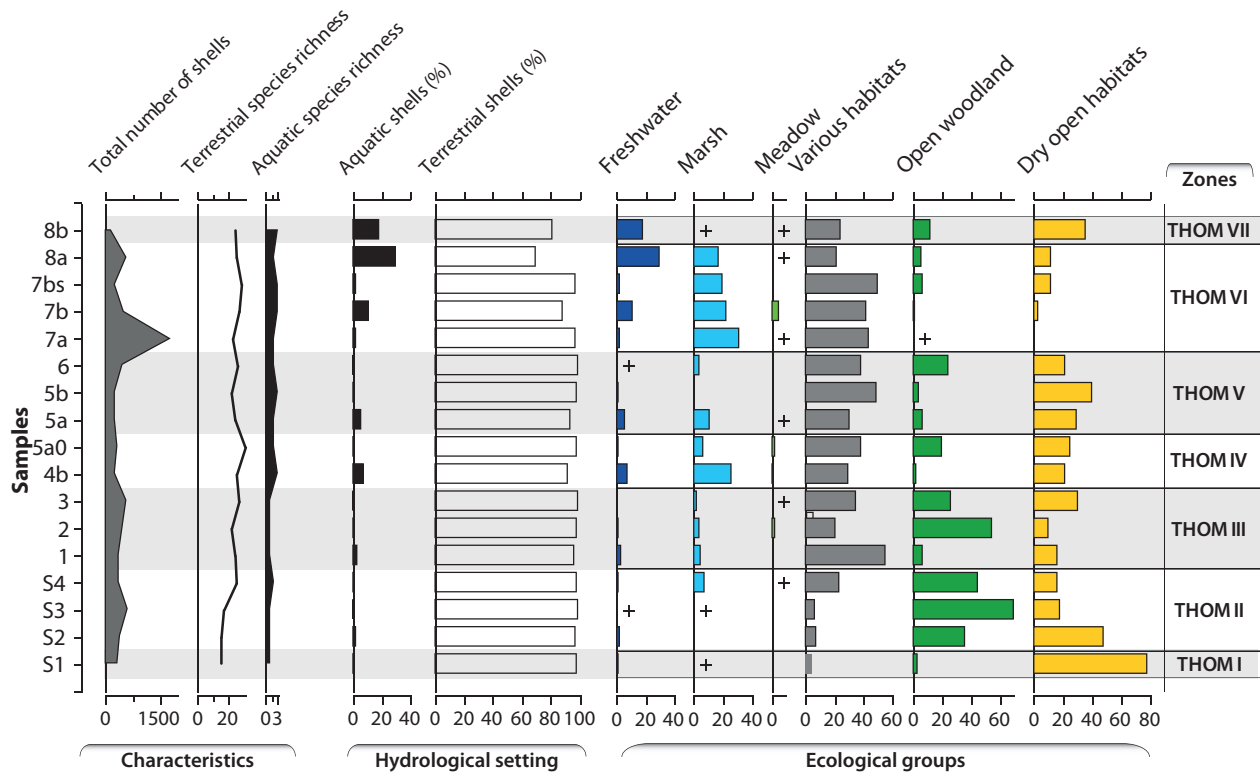 Total number of shells
Terrestrial species richness
Aquatic species richness
Aquatic shells (%)
Terrestrial shells (%)
Freshwater
Marsh
Meadow
Various habitats
Open woodland
Dry open habitats
Zones
Samples
8b + + THOM VII
8a +
7bs THOM VI
7b
7a + +
6 +
5b THOM V
5a +
5a0 THOM IV
4b
3 +
2 THOM III
1
S4 +
S3 + + THOM II
S2
S1 + THOM I
0 1500 0 20 0 3 0 20 40 0 20 40 60 80 100 0 20 40 0 20 40 0 0 20 40 60 0 20 40 60 0 20 40 60 80
Characteristics Hydrological setting Ecological groups